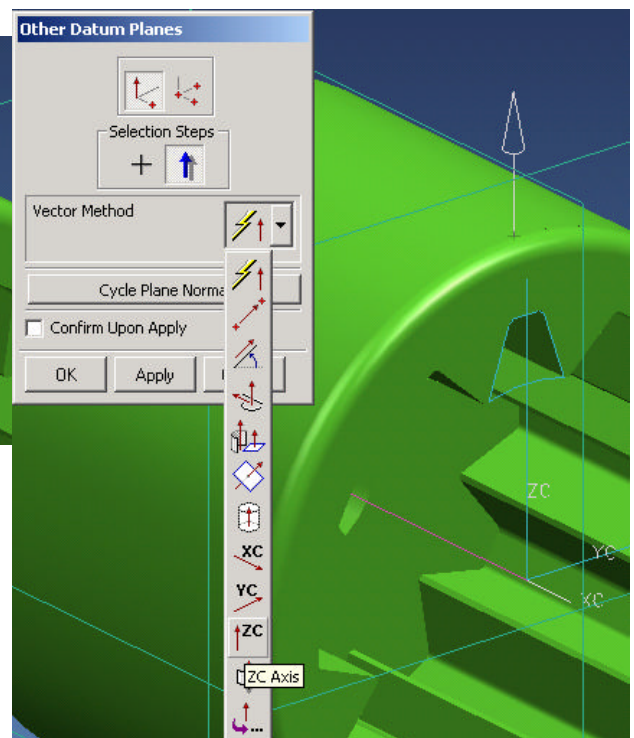 Other Datum Planes
Selection Steps
Vector Method
Cycle Plane Norma
Confirm Upon Apply
OK
Apply
XC
YC
ZC
ZC Axis
...
ZC
YC
XC